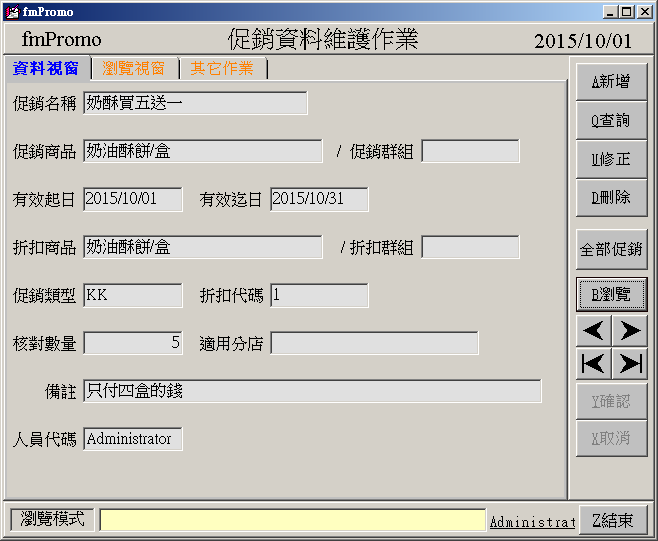 fmPromo
fmPromo 促銷資料維護作業 2015/10/01
資料視窗 瀏覽視窗 其它作業
促銷名稱 奶酥買五送一
促銷商品 奶油酥餅/盒 / 促銷群組
有效起日 2015/10/01 有效迄日 2015/10/31
折扣商品 奶油酥餅/盒 / 折扣群組
促銷類型 KK 折扣代碼 1
核對數量 5 適用分店
備註 只付四盒的錢
人員代碼 Administrator
A新增
Q查詢
U修正
D刪除
全部促銷
B瀏覽
Y確認
X取消
瀏覽模式 Administrat Z結束